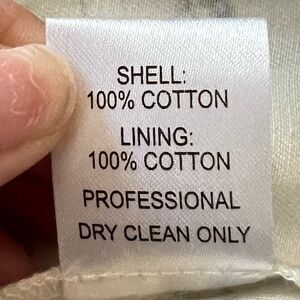 SHELL:
100% COTTON
LINING:
100% COTTON
PROFESSIONAL
DRY CLEAN ONLY